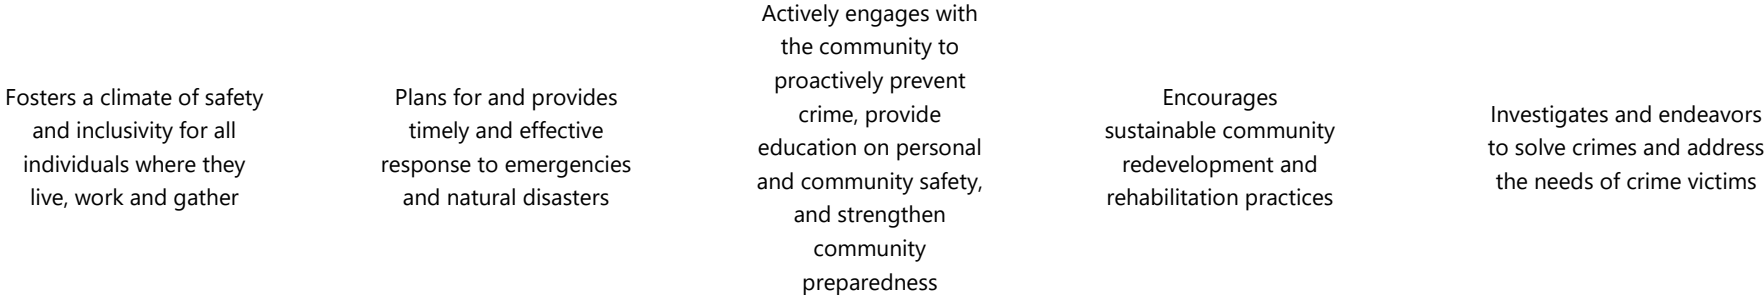 Fosters a climate of safety
and inclusivity for all
individuals where they
live, work and gather
Plans for and provides
timely and effective
response to emergencies
and natural disasters
Actively engages with
the community to
proactively prevent
crime, provide
education on personal
and community safety,
and strengthen
community
preparedness
Encourages
sustainable community
redevelopment and
rehabilitation practices
Investigates and endeavors
to solve crimes and address
the needs of crime victims